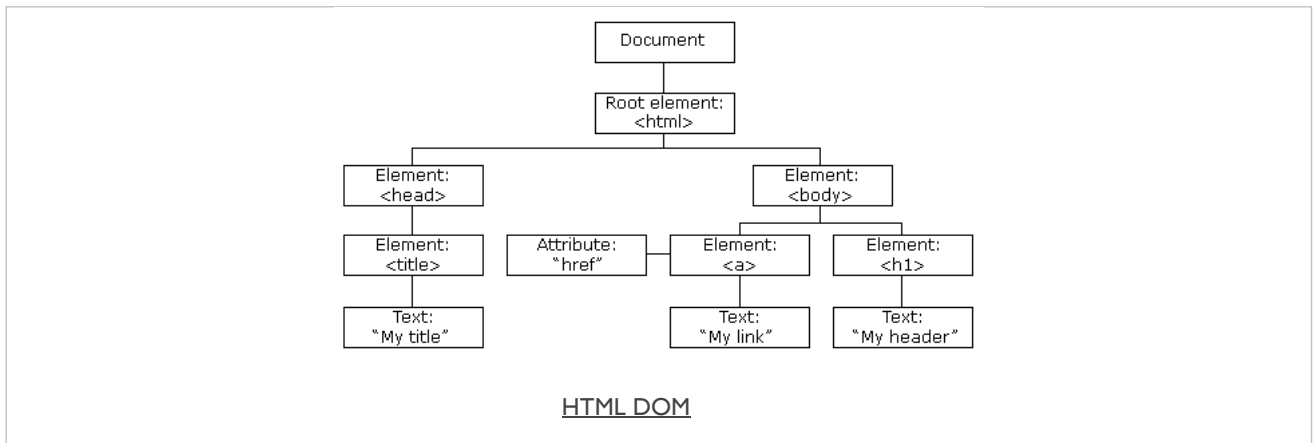 Document
Root element:
<html>
Element:
<head>
Element:
<body>
Element:
<title>
Attribute:
“href”
Element:
<a>
Element:
<h1>
Text:
“My title”
Text:
“My link”
Text:
“My header”
HTML DOM